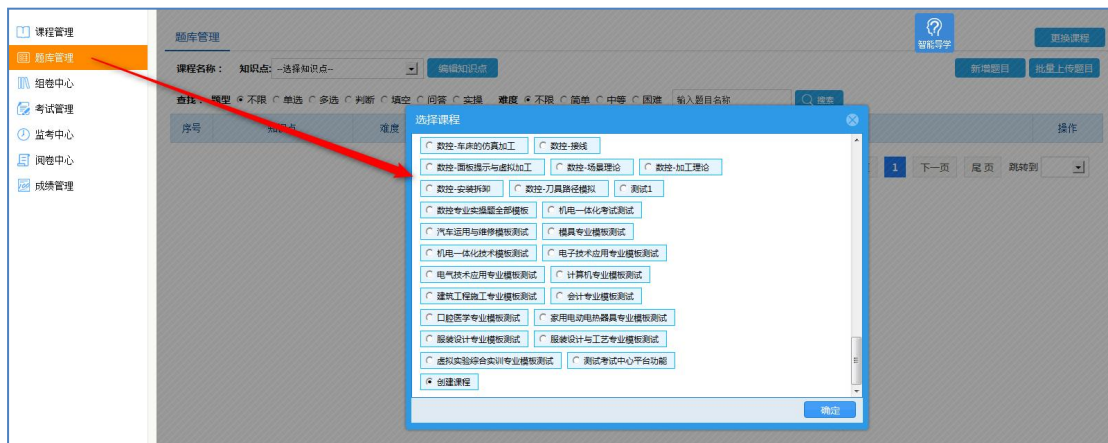 课程管理
题库管理
组卷中心
考试管理
监考中心
阅卷中心
成绩管理
题库管理
智能导学
更换课程
课程名称： 知识点: --选择知识点-- 编辑知识点 新增题目 批量上传题目
查找： 题型 不限 单选 多选 判断 填空 问答 实操 难度 不限 简单 中等 困难 输入题目名称 搜索
序号 知识点 难度 操作
1 下一页 尾页 跳转到
选择课程
数控-车床的仿真加工 数控-接线
数控-面板提示与虚拟加工 数控-场景理论 数控-加工理论
数控-安装拆卸 数控-刀具路径模拟 测试1
数控专业实操题全部模板 机电一体化考试测试
汽车运用与维修模板测试 模具专业模板测试
机电一体化技术模板测试 电子技术应用专业模板测试
电气技术应用专业模板测试 计算机专业模板测试
建筑工程施工专业模板测试 会计专业模板测试
口腔医学专业模板测试 家用电动电热器具专业模板测试
服装设计专业模板测试 服装设计与工艺专业模板测试
虚拟实验综合实训专业模板测试 测试考试中心平台功能
创建课程
确定